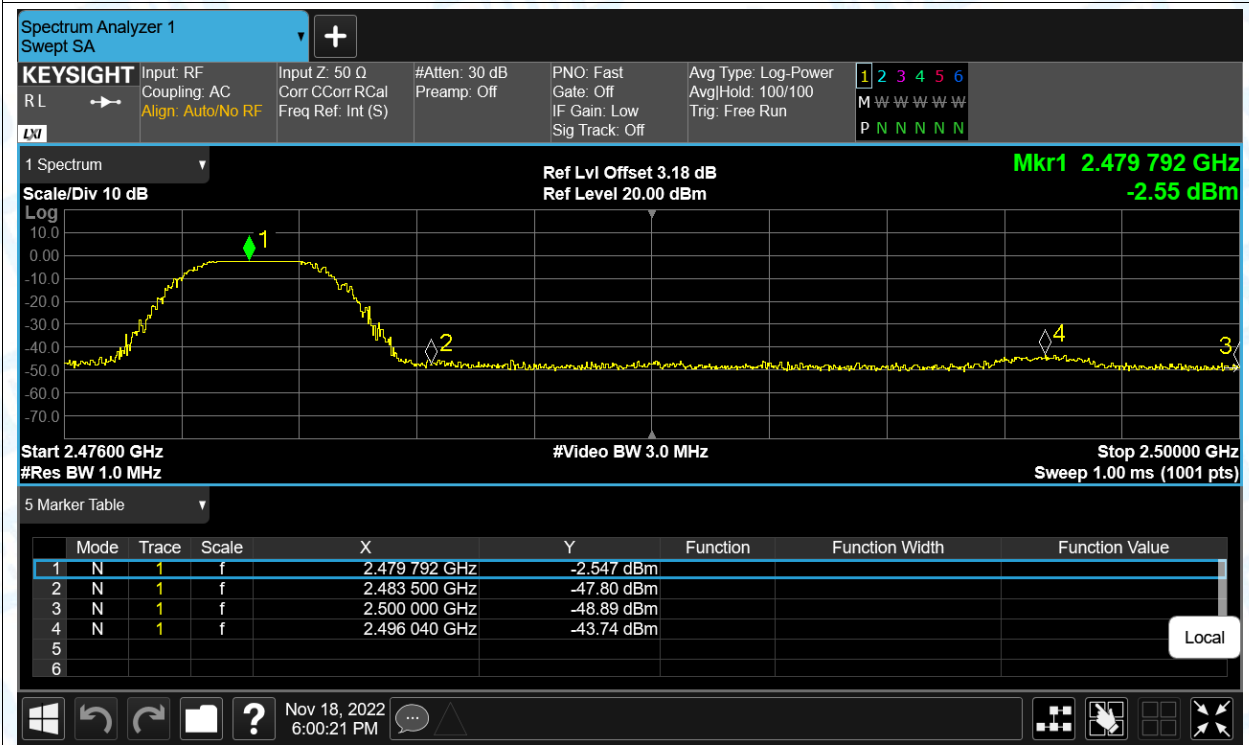 Spectrum Analyzer 1
Swept SA
KEYSIGHT
R L
LXI
Input: RF
Coupling: AC
Align: Auto/No RF
Input Z: 50 Ω
Corr CCorr RCal
Freq Ref: Int (S)
#Atten: 30 dB
Preamp: Off
PNO: Fast
Gate: Off
IF Gain: Low
Sig Track: Off
Avg Type: Log-Power
Avg|Hold: 100/100
Trig: Free Run
1 2 3 4 5 6
M W W W W W
P N N N N N
1 Spectrum
Scale/Div 10 dB
Ref Lvl Offset 3.18 dB
Ref Level 20.00 dBm
Mkr1 2.479 792 GHz
-2.55 dBm
Log
10.0
0.00
-10.0
-20.0
-30.0
-40.0
-50.0
-60.0
-70.0
1
2
4
3
Start 2.47600 GHz
#Video BW 3.0 MHz
Stop 2.50000 GHz
#Res BW 1.0 MHz
Sweep 1.00 ms (1001 pts)
5 Marker Table
Mode Trace Scale X Y Function Function Width Function Value
1 N 1 f 2.479 792 GHz -2.547 dBm
2 N 1 f 2.483 500 GHz -47.80 dBm
3 N 1 f 2.500 000 GHz -48.89 dBm
4 N 1 f 2.496 040 GHz -43.74 dBm
5
6
Local
?
Nov 18, 2022
6:00:21 PM